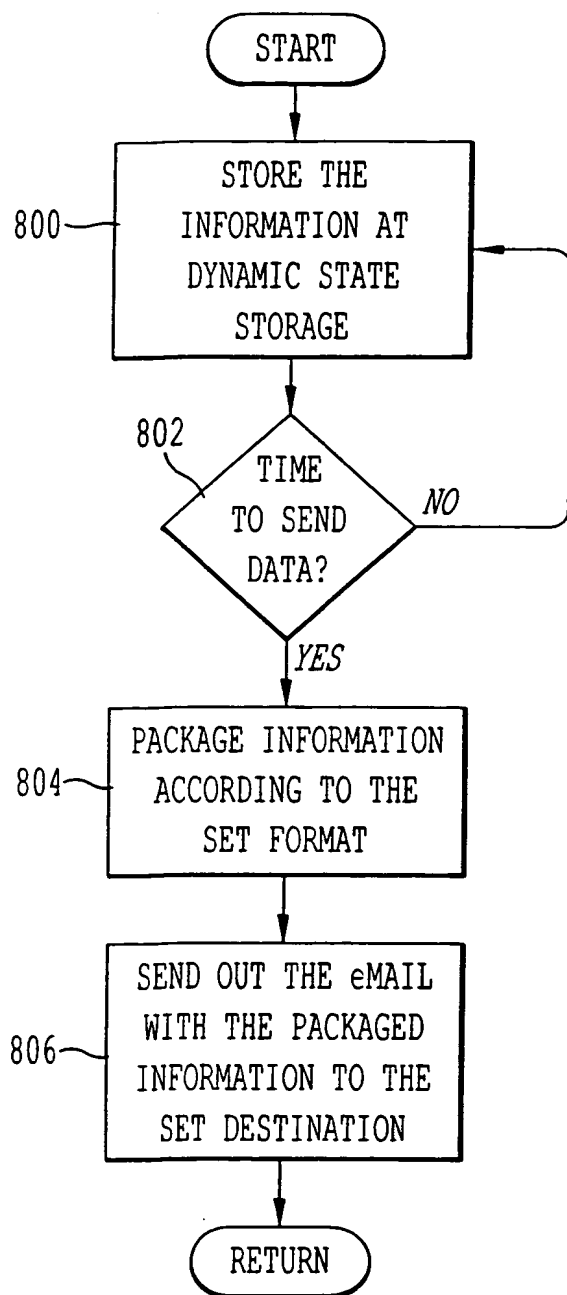 START
800
STORE THE
INFORMATION AT
DYNAMIC STATE
STORAGE
802
TIME
TO SEND
DATA?
NO
YES
804
PACKAGE INFORMATION
ACCORDING TO THE
SET FORMAT
806
SEND OUT THE eMAIL
WITH THE PACKAGED
INFORMATION TO THE
SET DESTINATION
RETURN